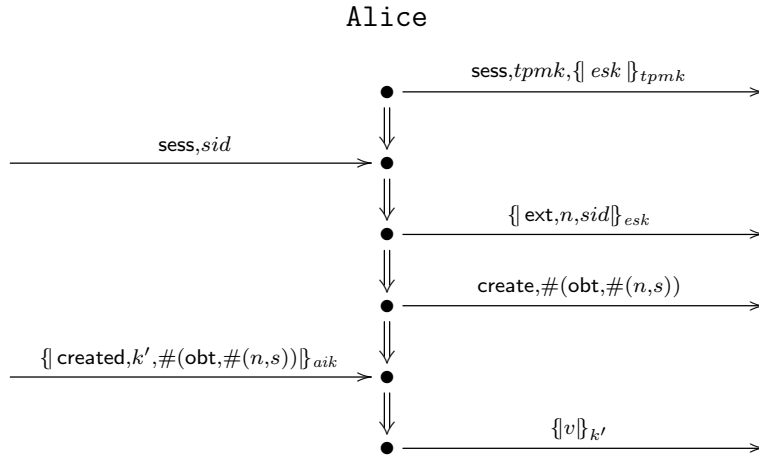 Alice
sess,tpmk,{| esk |}_{tpmk}
sess,sid
{| ext,n,sid|}_{esk}
create,#(obt,#(n,s))
{| created,k′,#(obt,#(n,s))|}_{aik}
{|v|}_{k′}